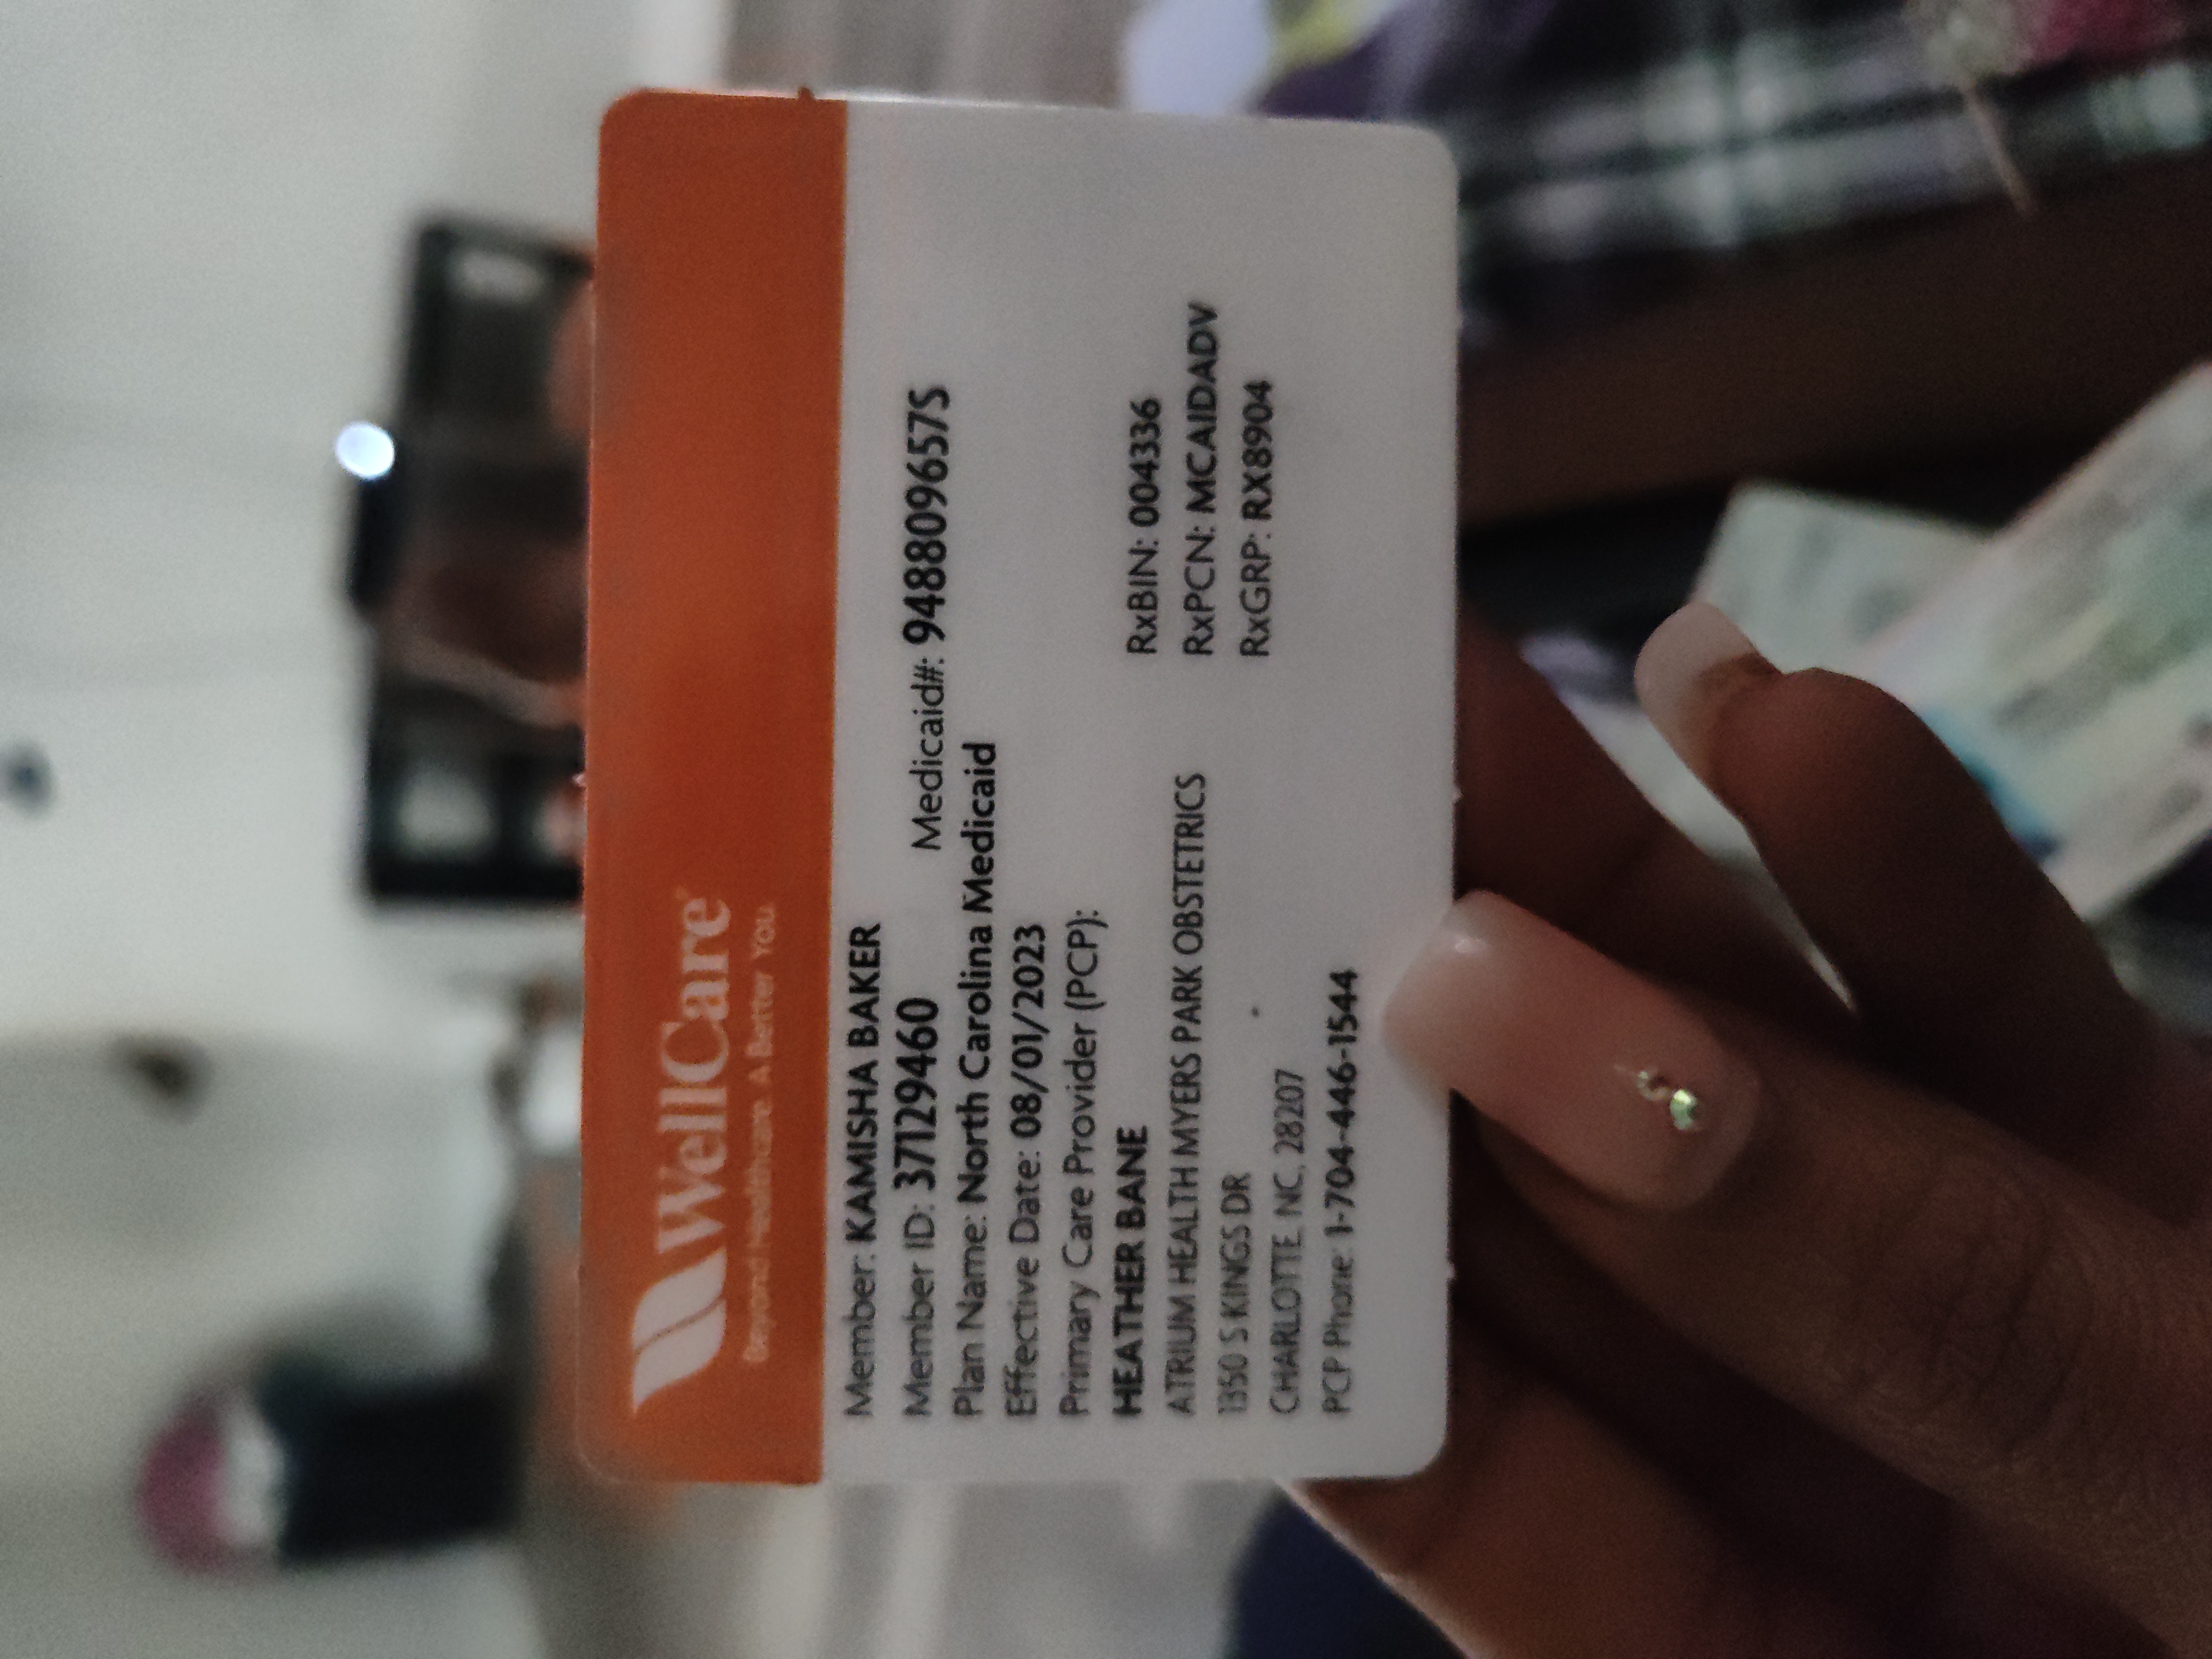 WellCare
Beyond Healthcare. A Better You.
Member: KAMISHA BAKER
Member ID: 37129460 Medicaid#: 948809657S
Plan Name: North Carolina Medicaid
Effective Date: 08/01/2023
Primary Care Provider (PCP):
HEATHER BANE
ATRIUM HEALTH MYERS PARK OBSTETRICS
1350 S KINGS DR
CHARLOTTE, NC, 28207
PCP Phone: 1-704-446-1544
RxBIN: 004336
RxPCN: MCAIDADV
RxGRP: RX8904